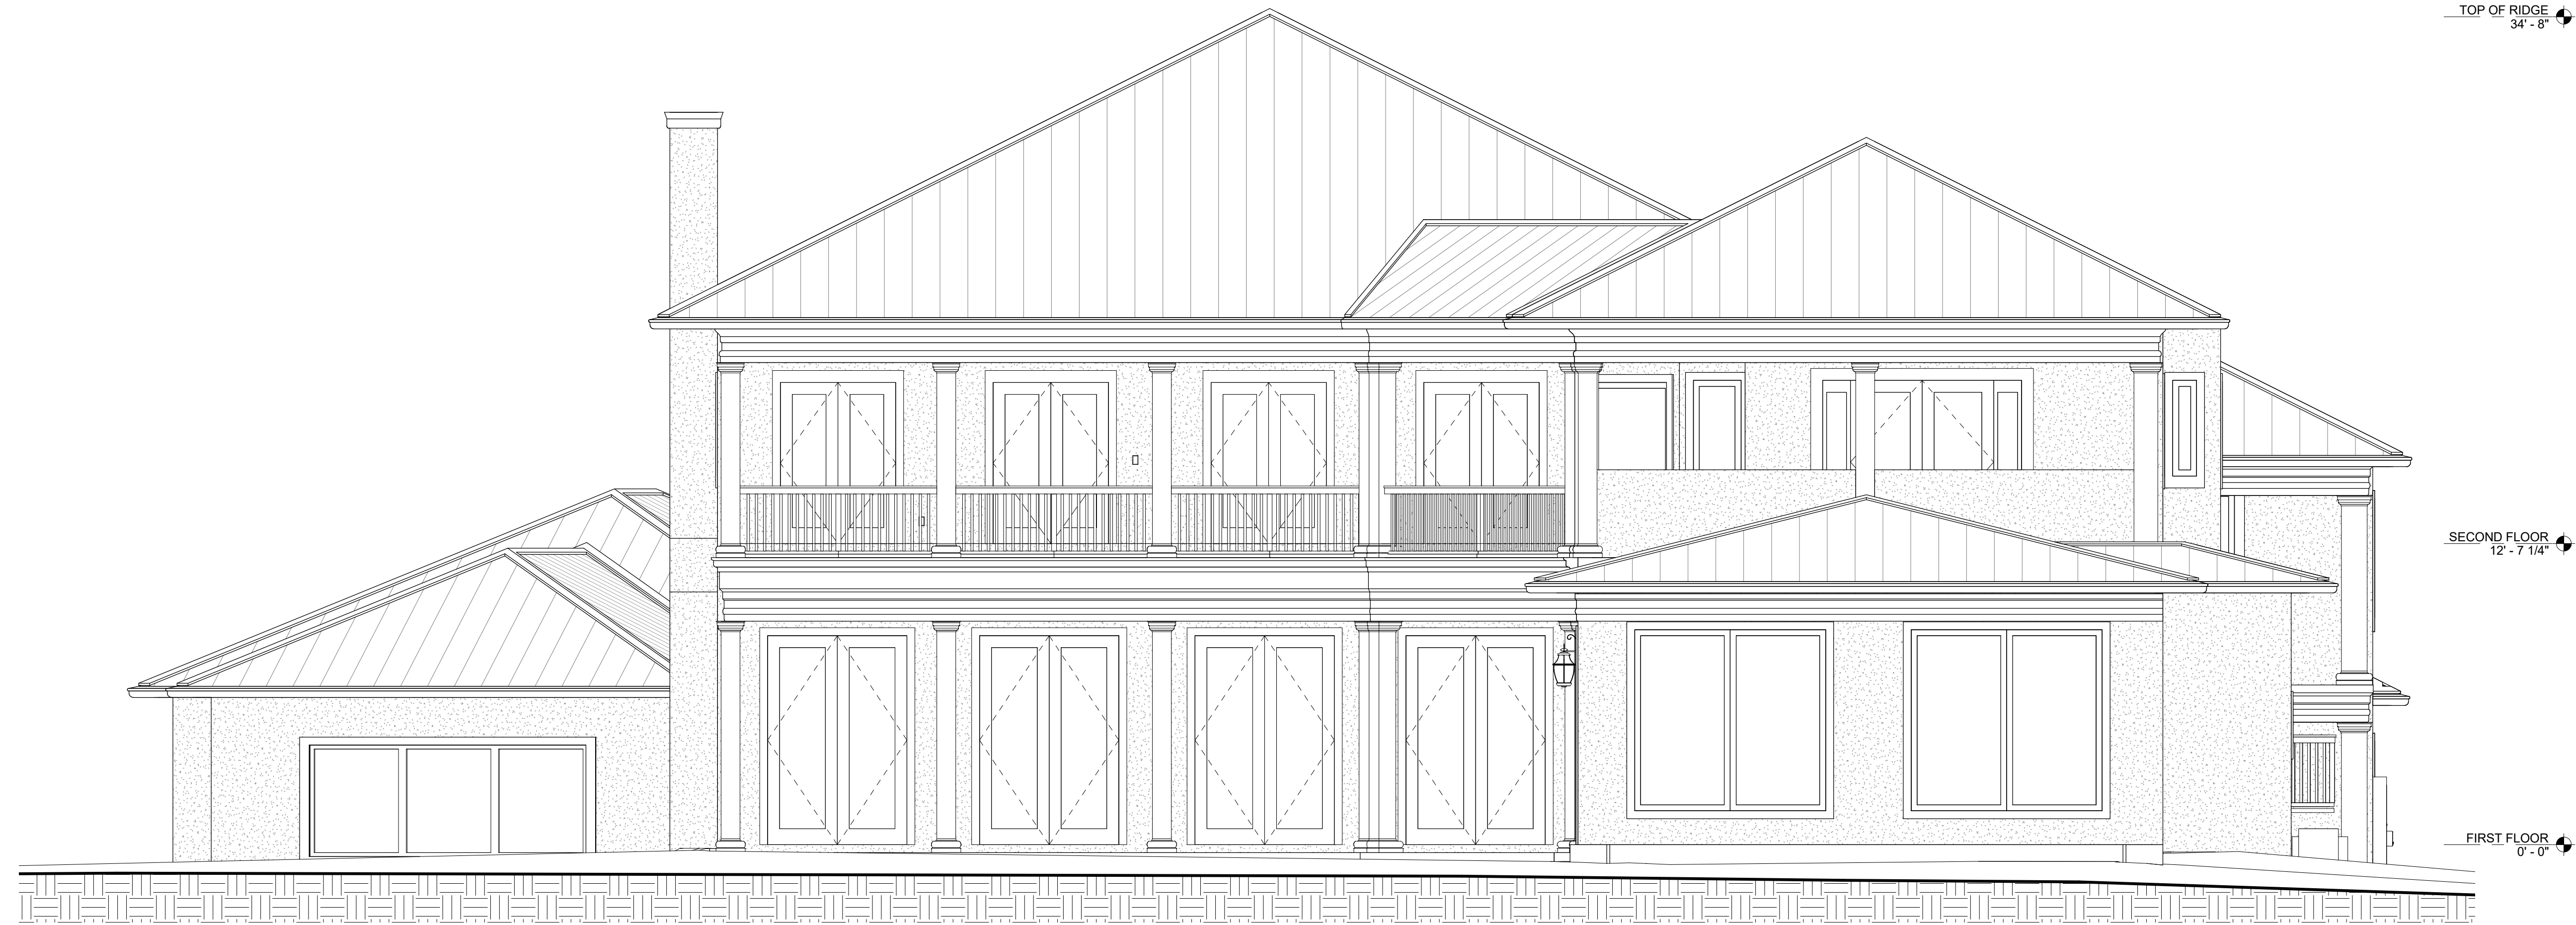 TOP OF RIDGE
34' - 8"
SECOND FLOOR
12' - 7 1/4"
FIRST FLOOR
0' - 0"